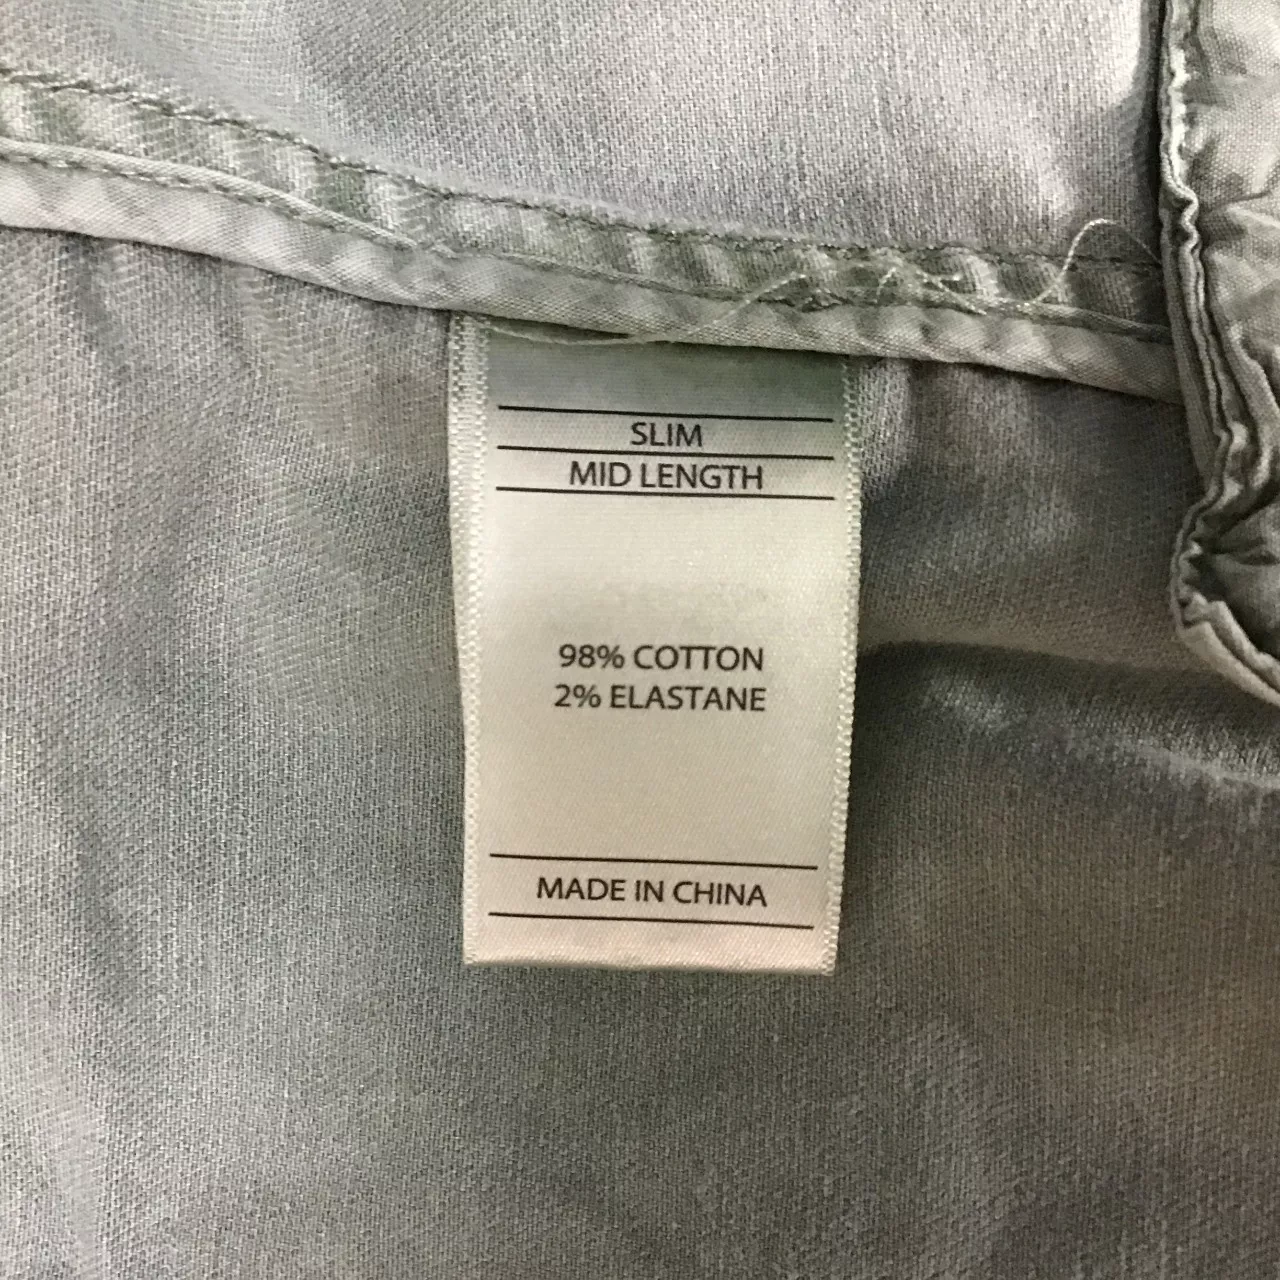 SLIM
MID LENGTH
98% COTTON
2% ELASTANE
MADE IN CHINA